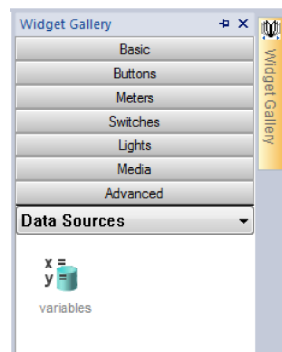 Widget Gallery
Basic
Buttons
Meters
Switches
Lights
Media
Advanced
Data Sources
x =
y =
variables
Widget Gallery